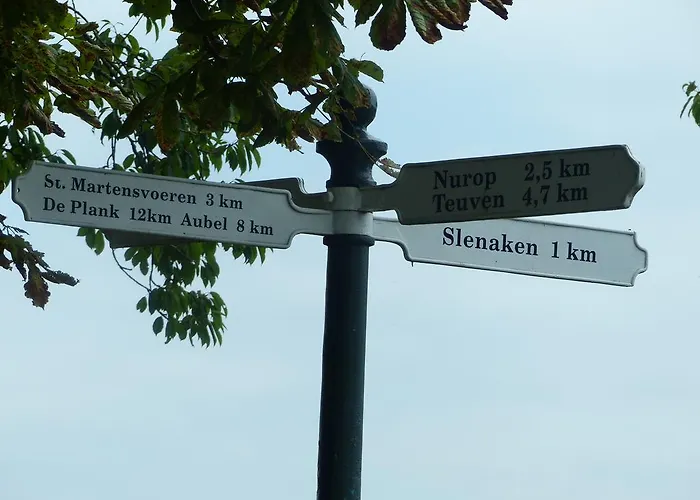 St. Martensvoeren 3 km
De Plank 12km Aubel 8 km
Nurop 2,5 km
Teuven 4,7 km
Slenaken 1 km